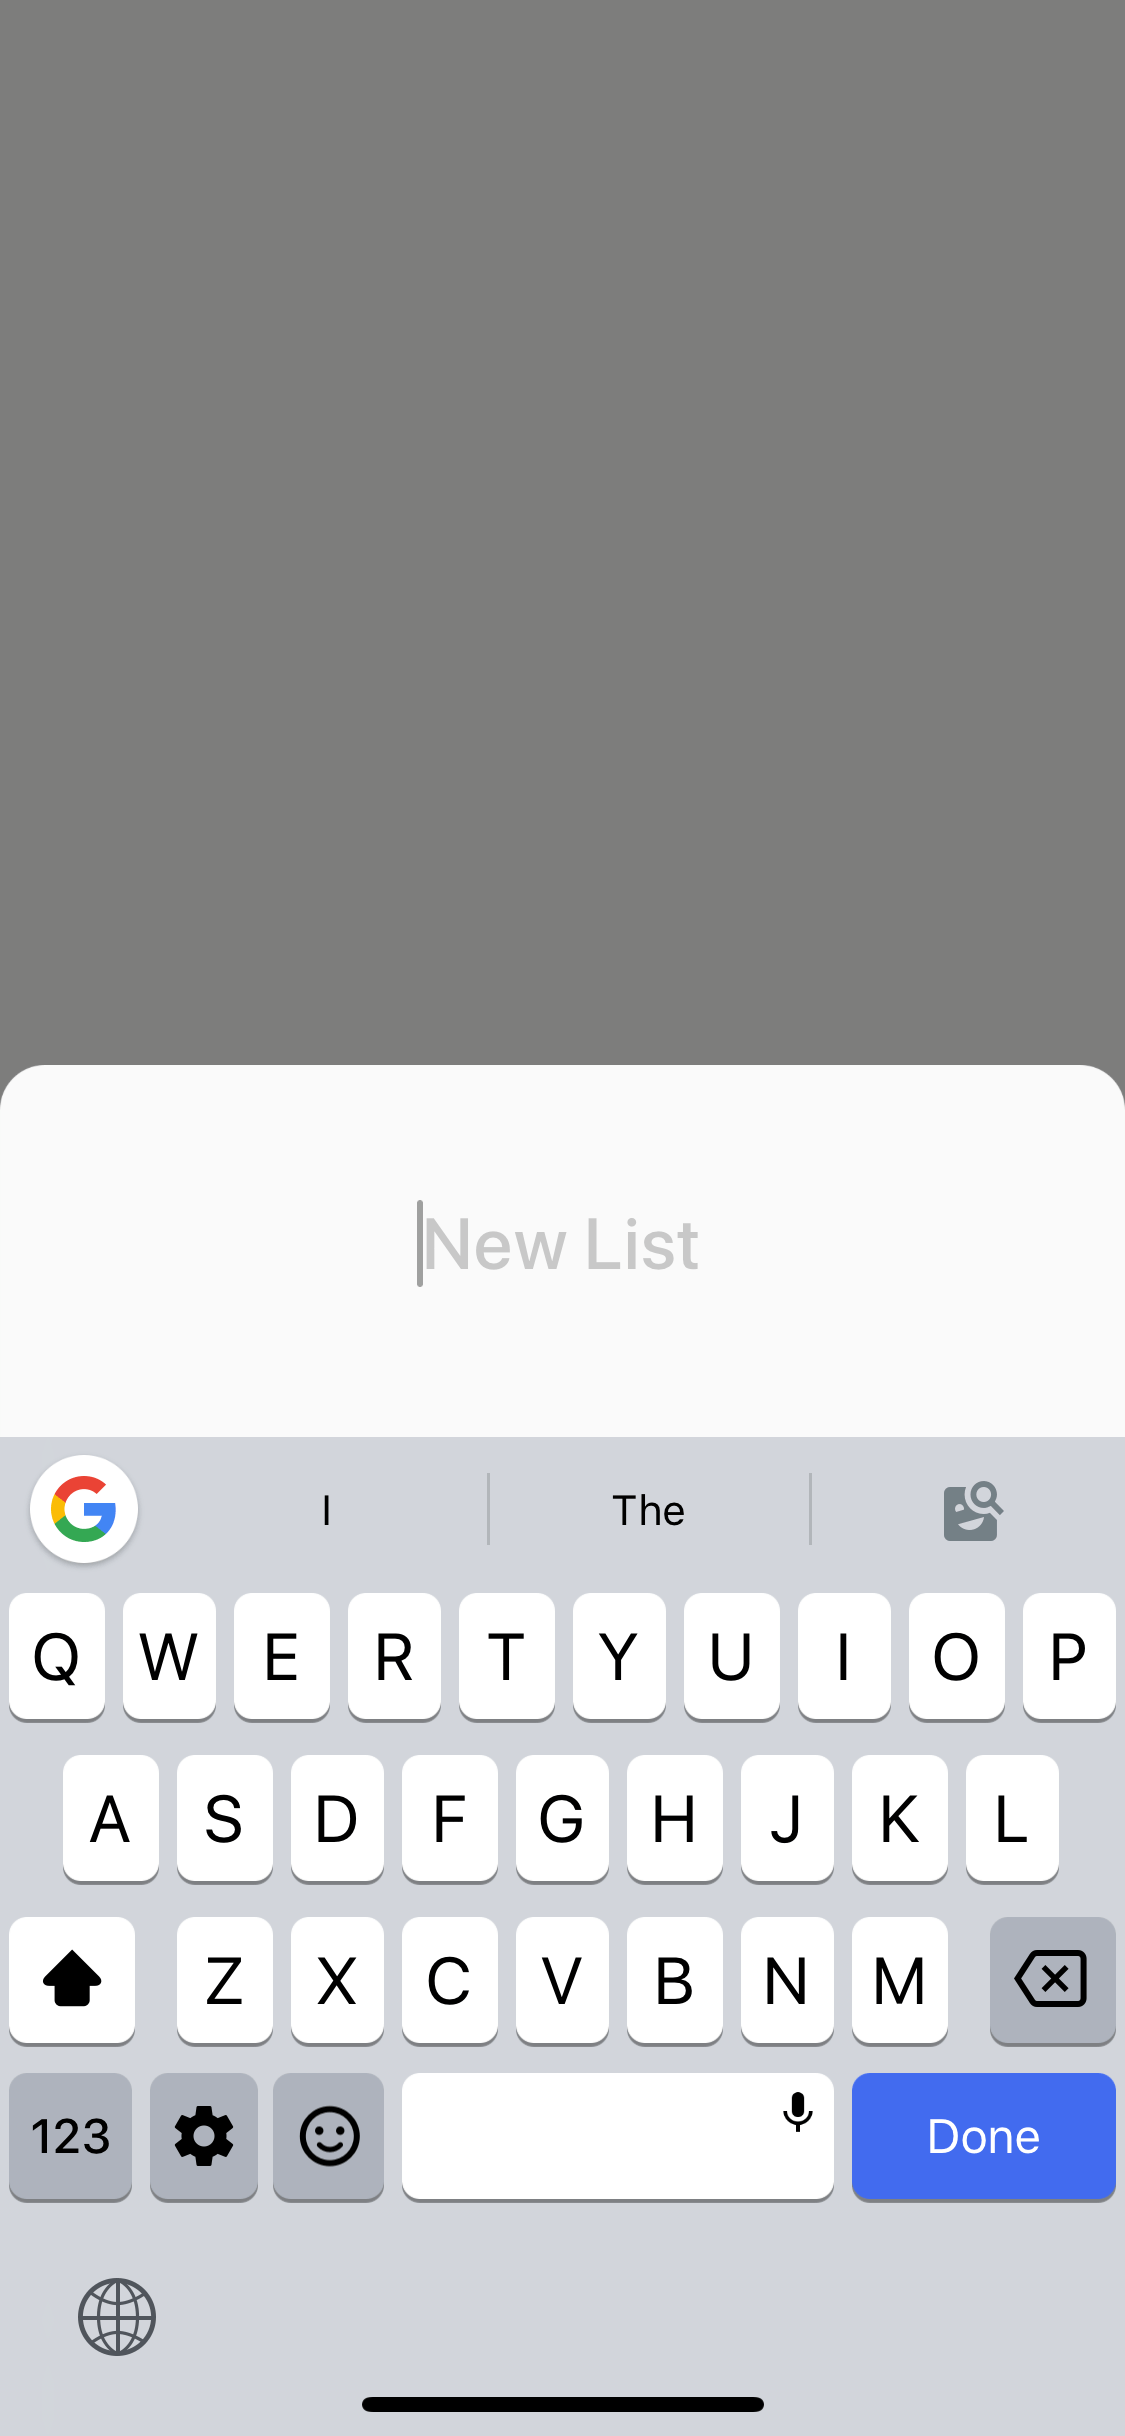 New List
I The
Q W E R T Y U I O P
A S D F G H J K L
Z X C V B N M
123 Done